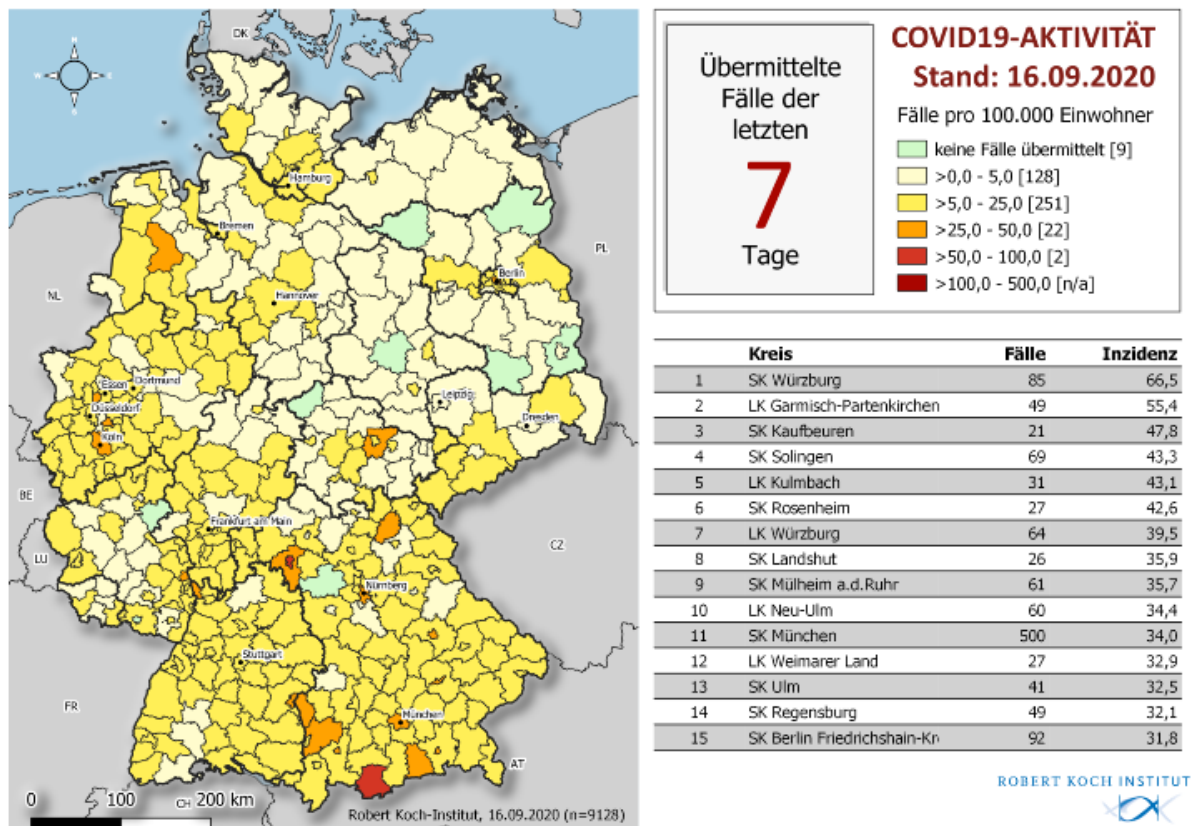 DK
N
W
E
S
Hamburg
Bremen
PL
Berlin
NL
Hannover
Essen
Dortmund
Düsseldorf
Leipzig
Dresden
Köln
BE
Frankfurt am Main
CZ
LU
Nürnberg
Stuttgart
FR
München
AT
0 100 CH 200 km
Robert Koch-Institut, 16.09.2020 (n=9128)
Übermittelte
Fälle der
letzten
7
Tage
COVID19-AKTIVITÄT
Stand: 16.09.2020
Fälle pro 100.000 Einwohner
keine Fälle übermittelt [9]
>0,0 - 5,0 [128]
>5,0 - 25,0 [251]
>25,0 - 50,0 [22]
>50,0 - 100,0 [2]
>100,0 - 500,0 [n/a]
Kreis Fälle Inzidenz
1 SK Würzburg 85 66,5
2 LK Garmisch-Partenkirchen 49 55,4
3 SK Kaufbeuren 21 47,8
4 SK Solingen 69 43,3
5 LK Kulmbach 31 43,1
6 SK Rosenheim 27 42,6
7 LK Würzburg 64 39,5
8 SK Landshut 26 35,9
9 SK Mülheim a.d.Ruhr 61 35,7
10 LK Neu-Ulm 60 34,4
11 SK München 500 34,0
12 LK Weimarer Land 27 32,9
13 SK Ulm 41 32,5
14 SK Regensburg 49 32,1
15 SK Berlin Friedrichshain-Kr 92 31,8
ROBERT KOCH INSTITUT